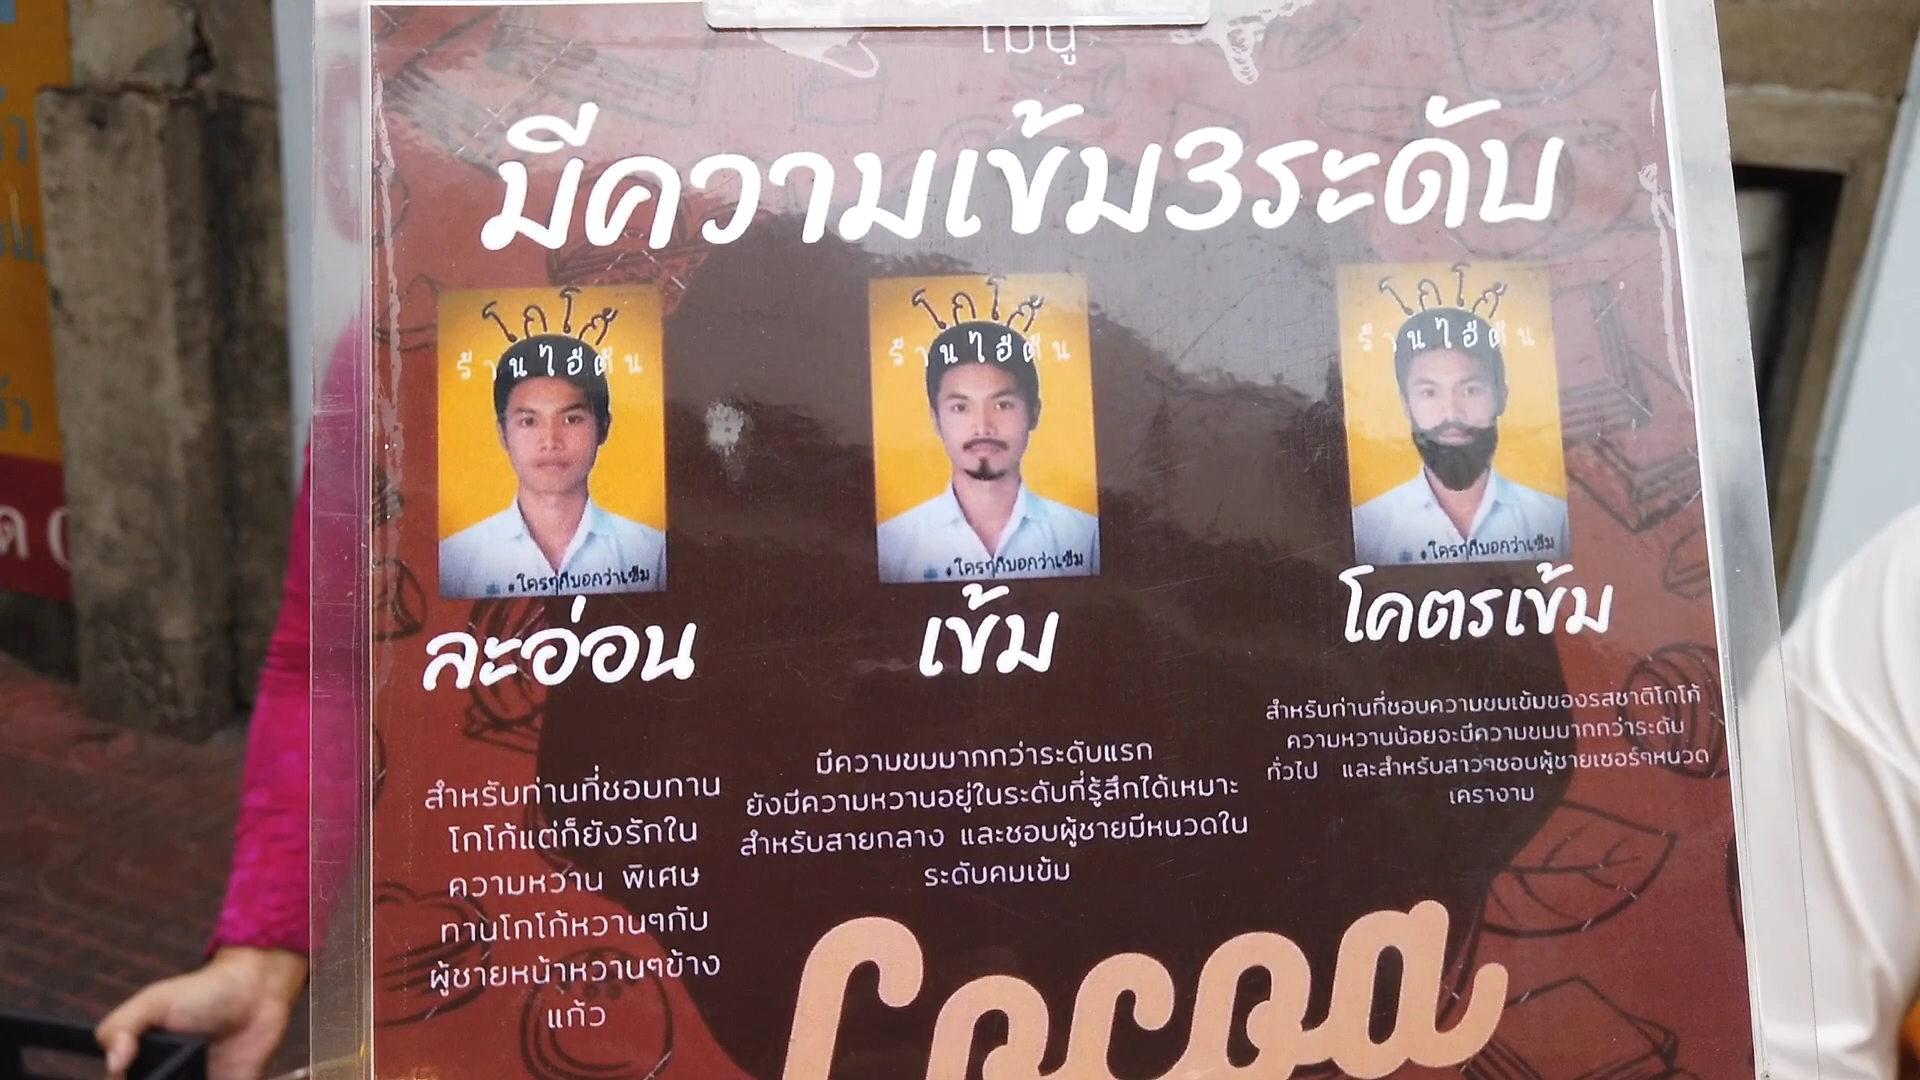 เมนู
มีความเข้ม3ระดับ
โกโก้
ร้านไอ้ต้น
ใครๆก็บอกว่าเข้ม
ละอ่อน
สำหรับท่านที่ชอบทาน
โกโก้แต่ก็ยังรักใน
ความหวาน พิเศษ
ทานโกโก้หวานๆกับ
ผู้ชายหน้าหวานๆข้าง
แก้ว
โกโก้
ร้านไอ้ต้น
ใครๆก็บอกว่าเข้ม
เข้ม
มีความขมมากกว่าระดับแรก
ยังมีความหวานอยู่ในระดับที่รู้สึกได้เหมาะ
สำหรับสายกลาง และชอบผู้ชายมีหนวดใน
ระดับคมเข้ม
โกโก้
ร้านไอ้ต้น
ใครๆก็บอกว่าเข้ม
โคตรเข้ม
สำหรับท่านที่ชอบความขมเข้มของรสชาติโกโก้
ความหวานน้อยจะมีความขมมากกว่าระดับ
ทั่วไป และสำหรับสาวๆชอบผู้ชายเซอร์ๆหนวด
เครางาม
Cocoa